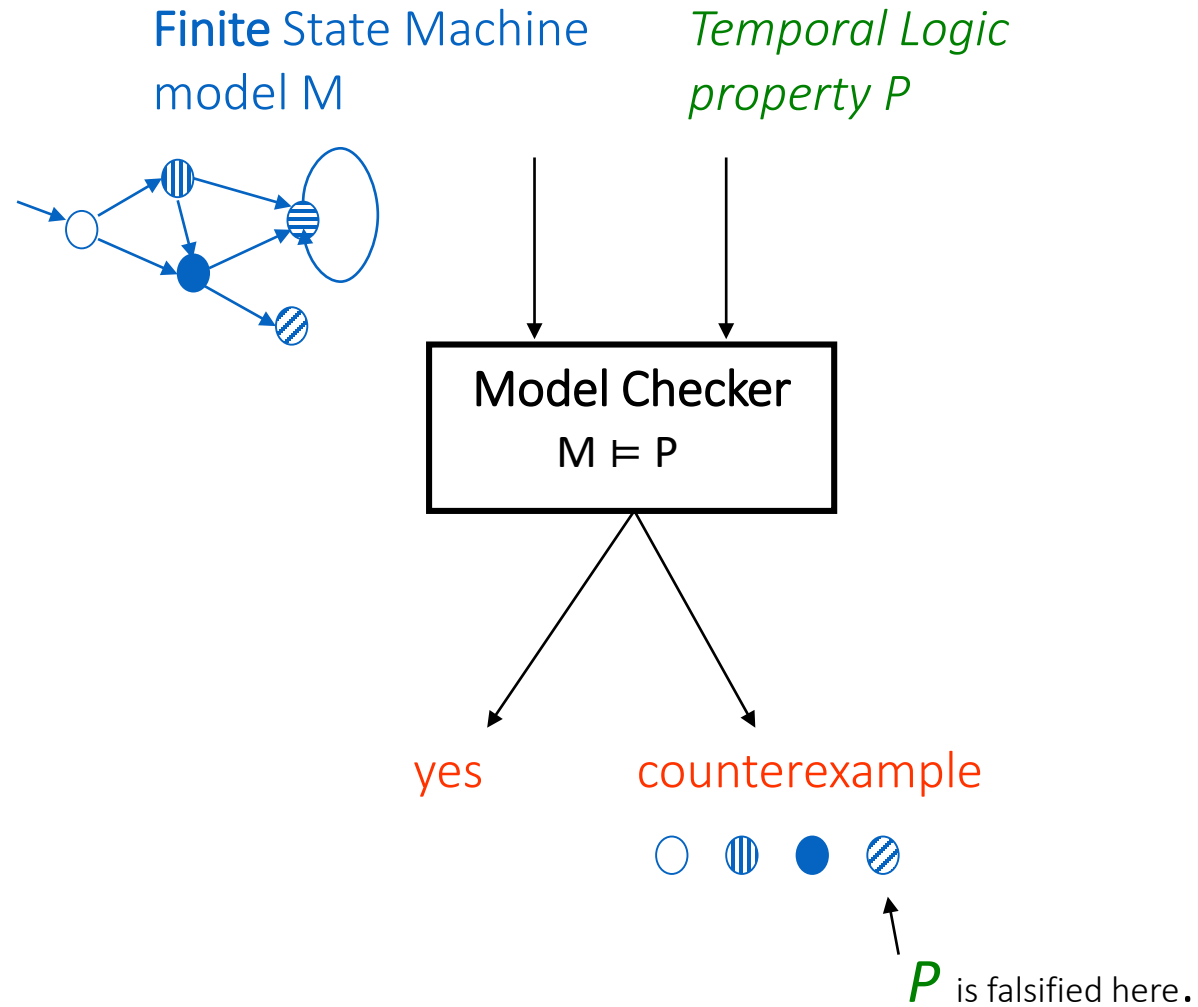 Finite State Machine
model M
Temporal Logic
property P
Model Checker
M ⊨ P
yes
counterexample
P is falsified here.